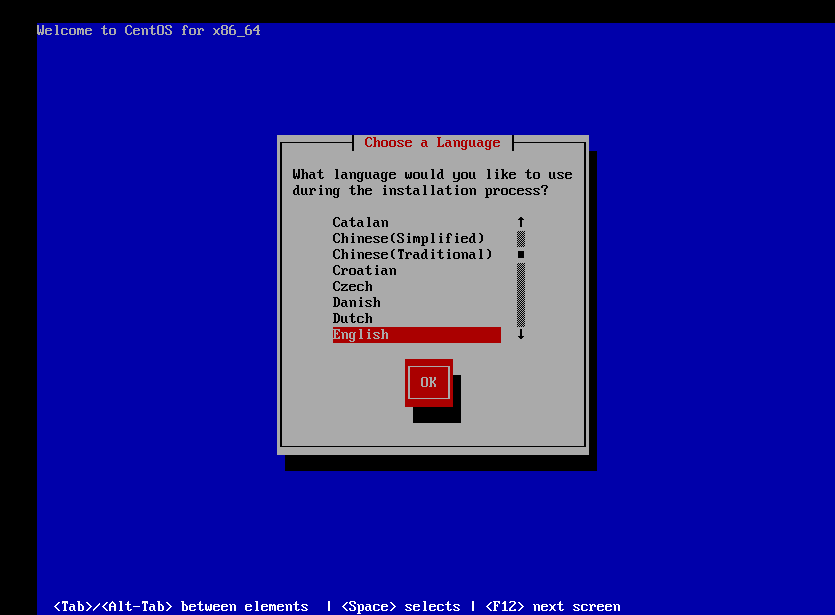 Welcome to CentOS for x86_64
Choose a Language
What language would you like to use
during the installation process?
Catalan
Chinese(Simplified)
Chinese(Traditional)
Croatian
Czech
Danish
Dutch
English
OK
<Tab>/<Alt-Tab> between elements | <Space> selects | <F12> next screen